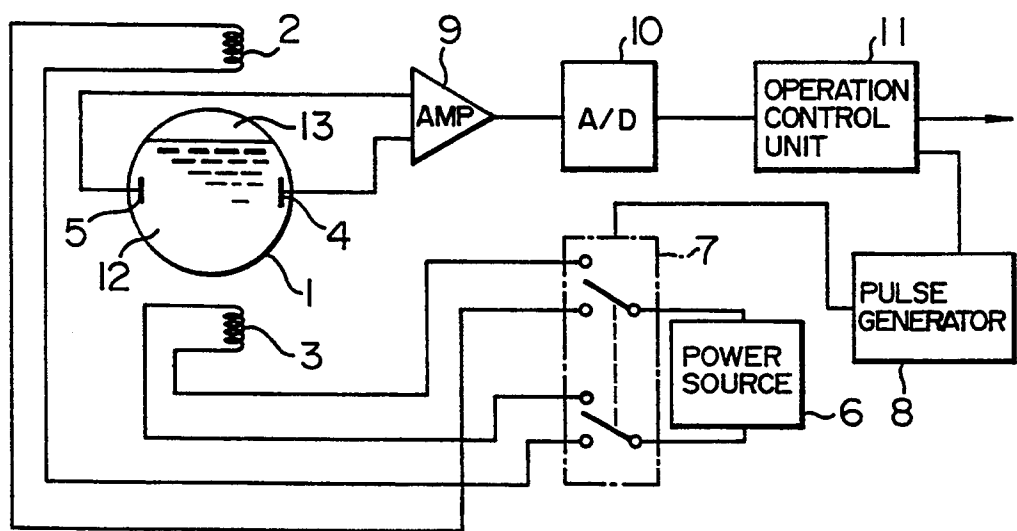 2
9
10
11
AMP
A/D
OPERATION
CONTROL
UNIT
13
5
4
12
1
7
3
PULSE
GENERATOR
POWER
SOURCE
6
8